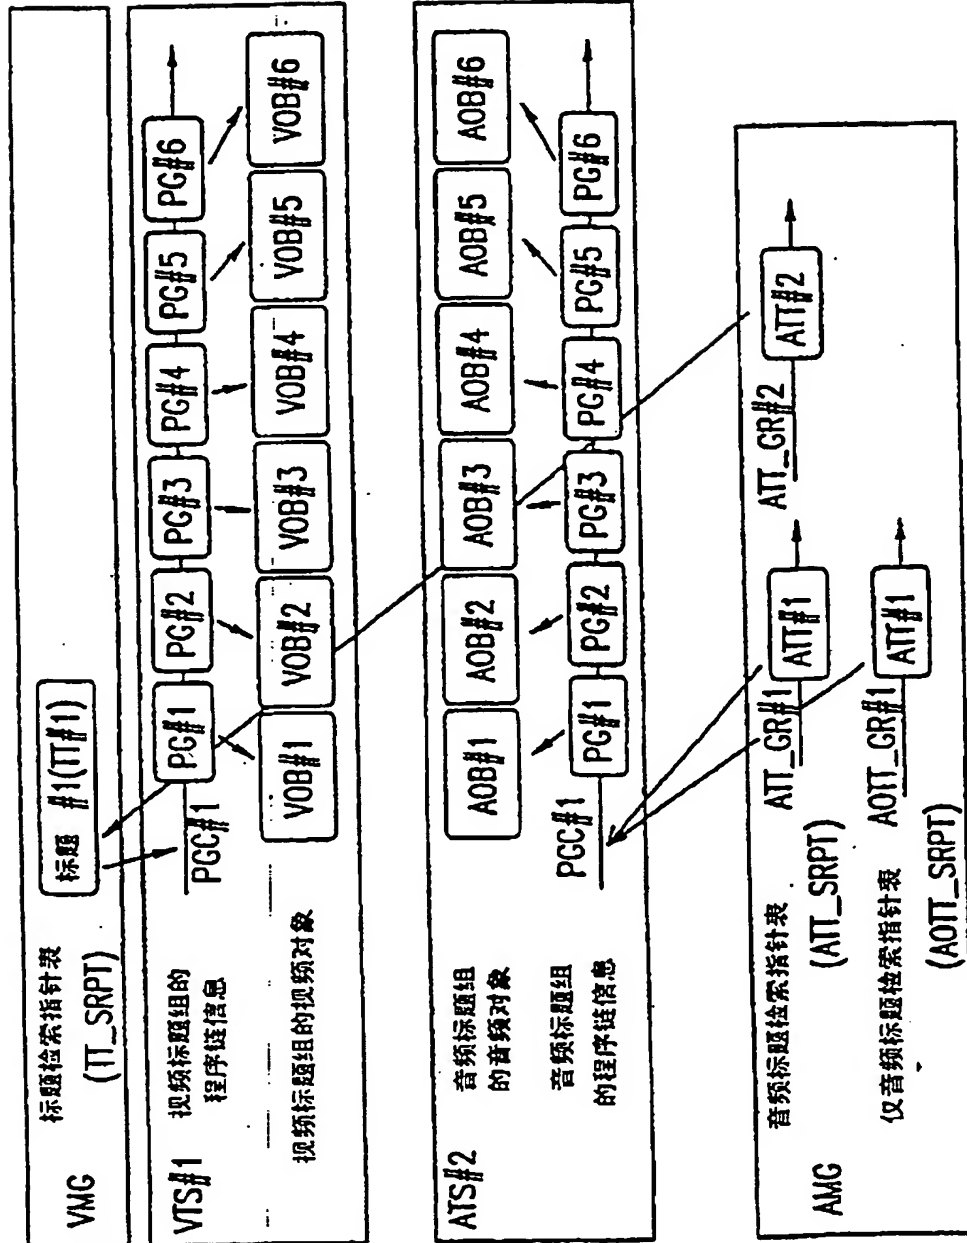 VMG
标题检索指针表
(TT_SRPT)
标题 #1(TT#1)
VTS#1
视频标题组的
程序链信息
PGC#1
PG#1
PG#2
PG#3
PG#4
PG#5
PG#6
视频标题组的视频对象
VOB#1
VOB#2
VOB#3
VOB#4
VOB#5
VOB#6
ATS#2
音频标题组
的音频对象
AOB#1
AOB#2
AOB#3
AOB#4
AOB#5
AOB#6
音频标题组
的程序链信息
PGC#1
PG#1
PG#2
PG#3
PG#4
PG#5
PG#6
AMG
音频标题检索指针表
(ATT_SRPT)
ATT_GR#1
ATT#1
ATT_GR#2
ATT#2
仅音频标题检索指针表
(AOTT_SRPT)
AOTT_GR#1
ATT#1